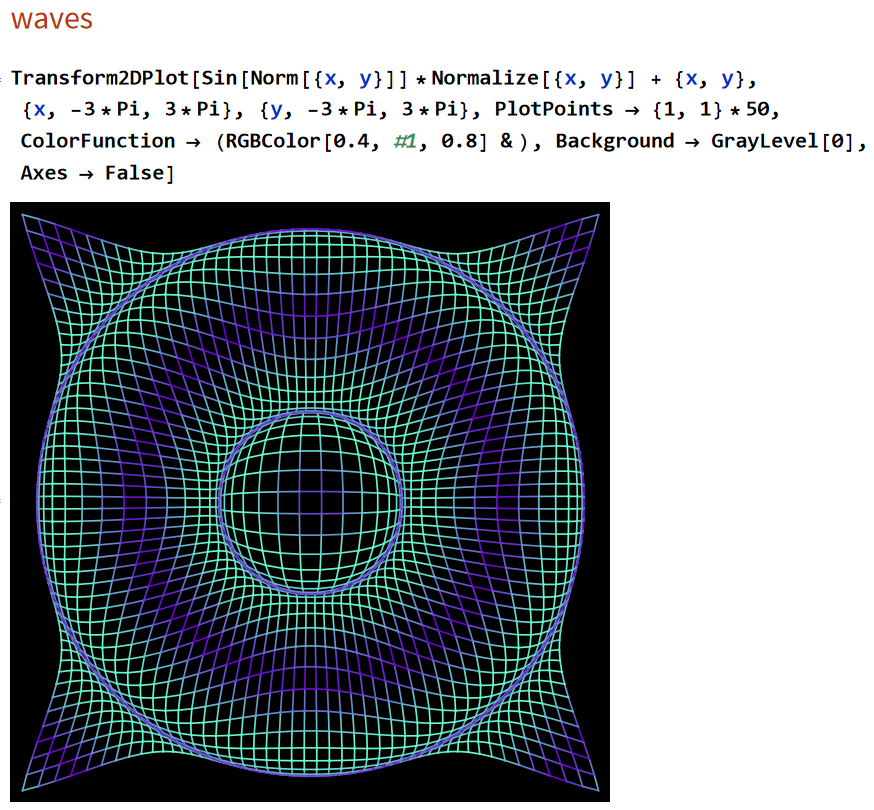 waves
Transform2DPlot[Sin[Norm[{x, y}]] * Normalize[{x, y}] + {x, y},
{x, -3 * Pi, 3 * Pi}, {y, -3 * Pi, 3 * Pi}, PlotPoints → {1, 1} * 50,
ColorFunction → (RGBColor[0.4, #1, 0.8] & ), Background → GrayLevel[0],
Axes → False]